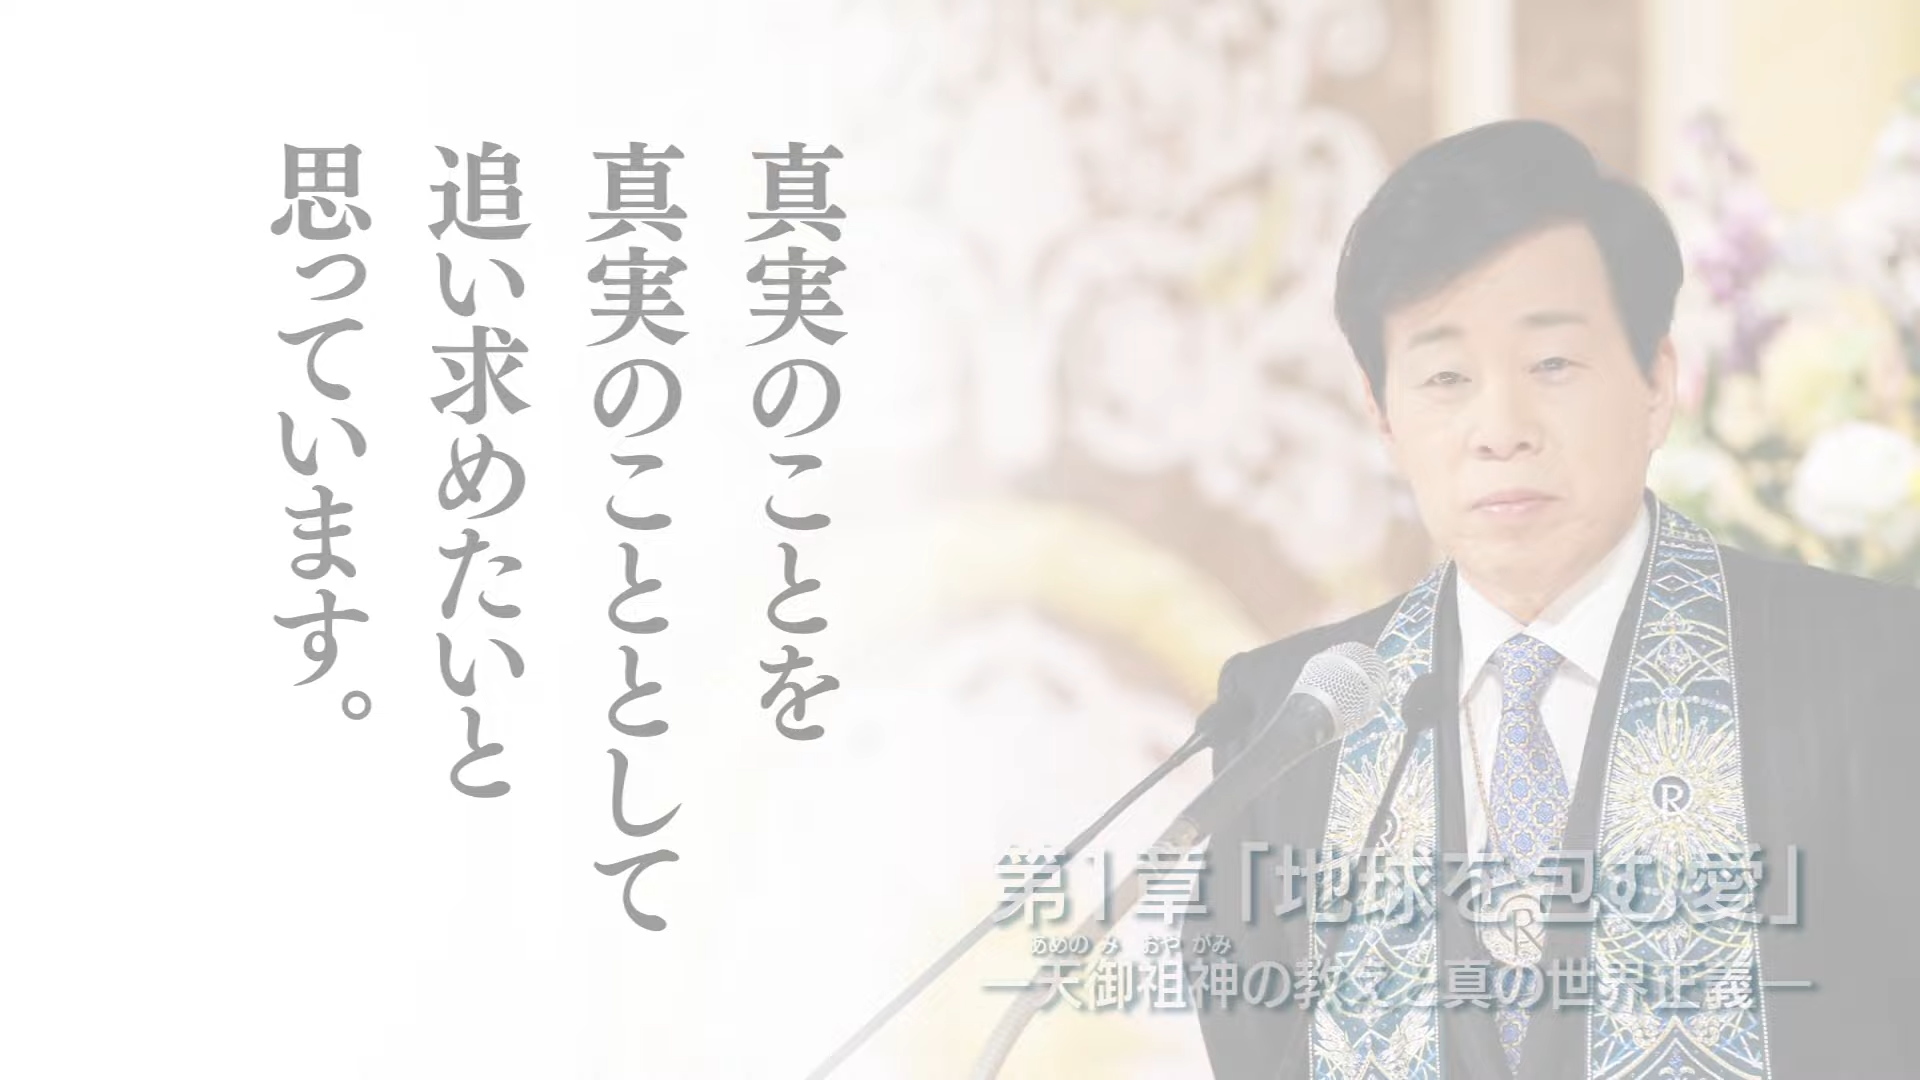 真実のことを
真実のこととして
追い求めたいと
思っています。
第1章「地球を包む愛」
あめの み おや がみ
―天御祖神の教えと真の世界正義―
R
R
R